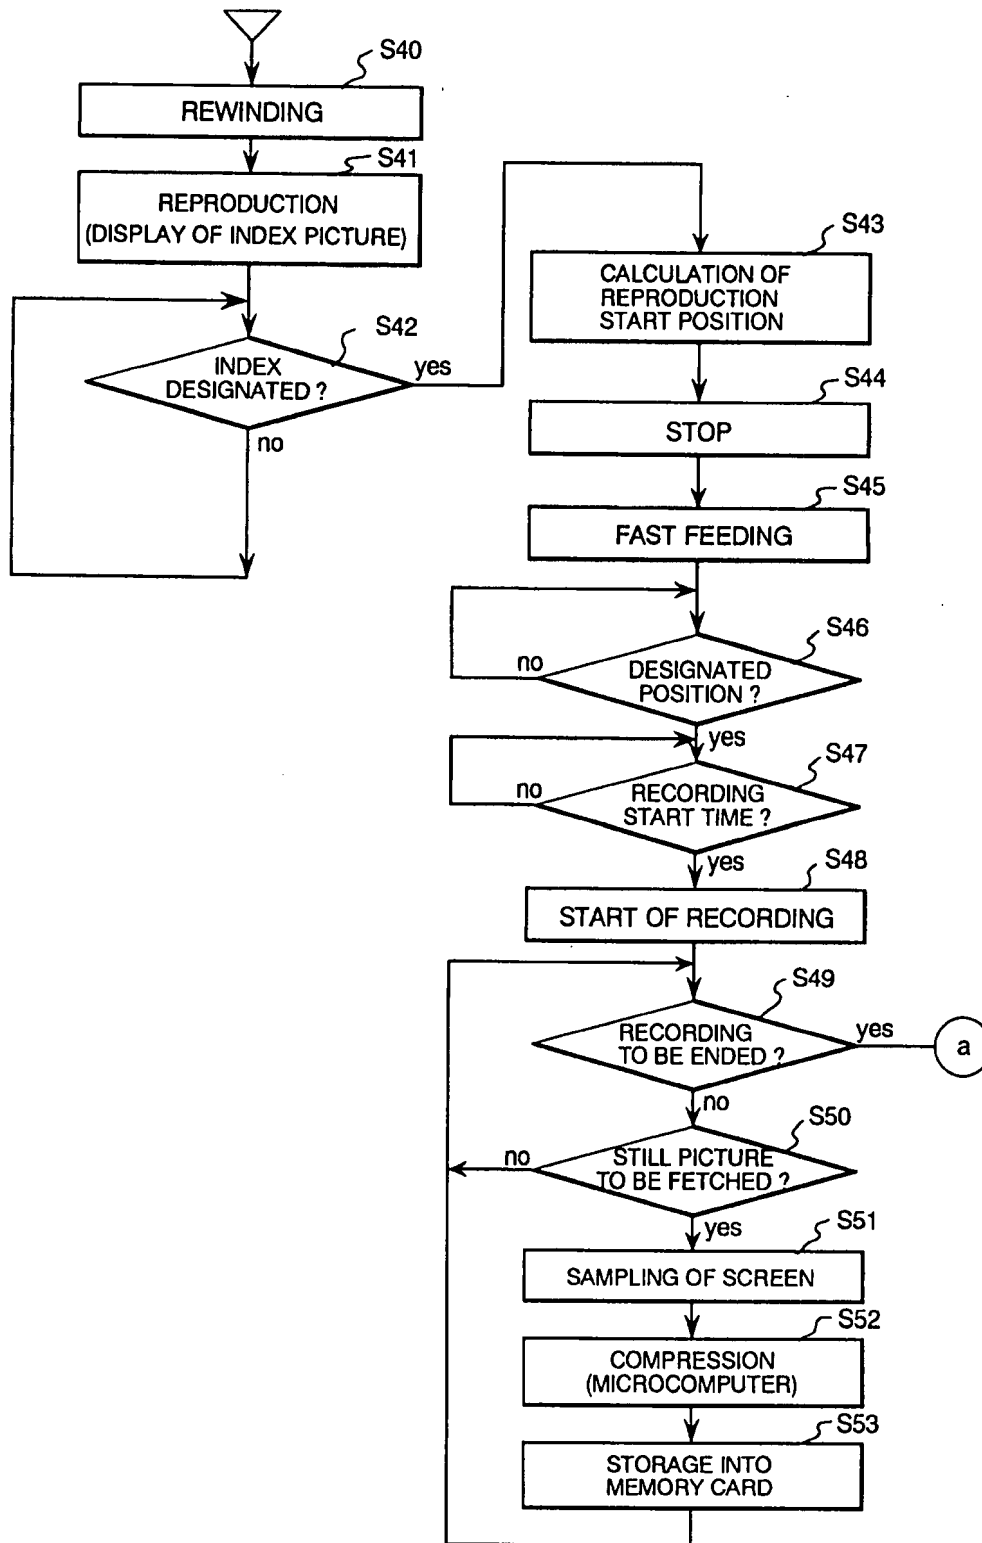 S40
REWINDING
S41
REPRODUCTION
(DISPLAY OF INDEX PICTURE)
S42
INDEX
DESIGNATED ?
yes
no
S43
CALCULATION OF
REPRODUCTION
START POSITION
S44
STOP
S45
FAST FEEDING
S46
DESIGNATED
POSITION ?
no
yes
S47
RECORDING
START TIME ?
no
yes
S48
START OF RECORDING
S49
RECORDING
TO BE ENDED ?
yes
a
no
S50
STILL PICTURE
TO BE FETCHED ?
no
yes
S51
SAMPLING OF SCREEN
S52
COMPRESSION
(MICROCOMPUTER)
S53
STORAGE INTO
MEMORY CARD